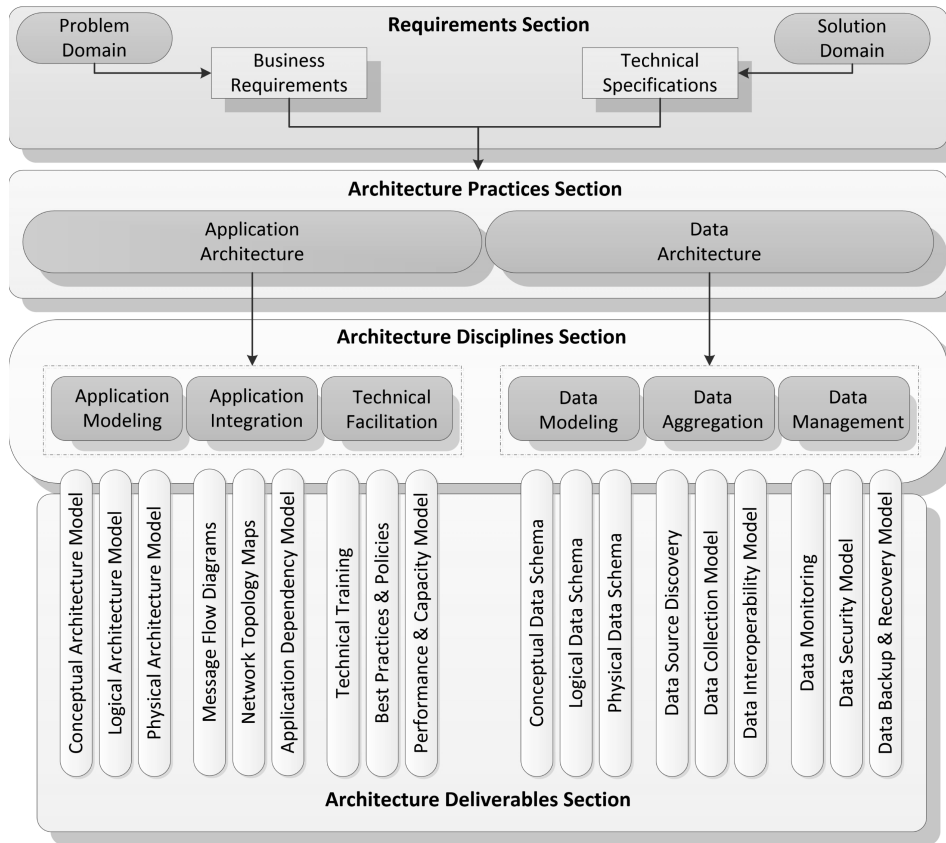 Requirements Section
Problem
Domain
Solution
Domain
Business
Requirements
Technical
Specifications
Architecture Practices Section
Application
Architecture
Data
Architecture
Architecture Disciplines Section
Application
Modeling
Application
Integration
Technical
Facilitation
Data
Modeling
Data
Aggregation
Data
Management
Conceptual Architecture Model
Logical Architecture Model
Physical Architecture Model
Message Flow Diagrams
Network Topology Maps
Application Dependency Model
Technical Training
Best Practices & Policies
Performance & Capacity Model
Conceptual Data Schema
Logical Data Schema
Physical Data Schema
Data Source Discovery
Data Collection Model
Data Interoperability Model
Data Monitoring
Data Security Model
Data Backup & Recovery Model
Architecture Deliverables Section